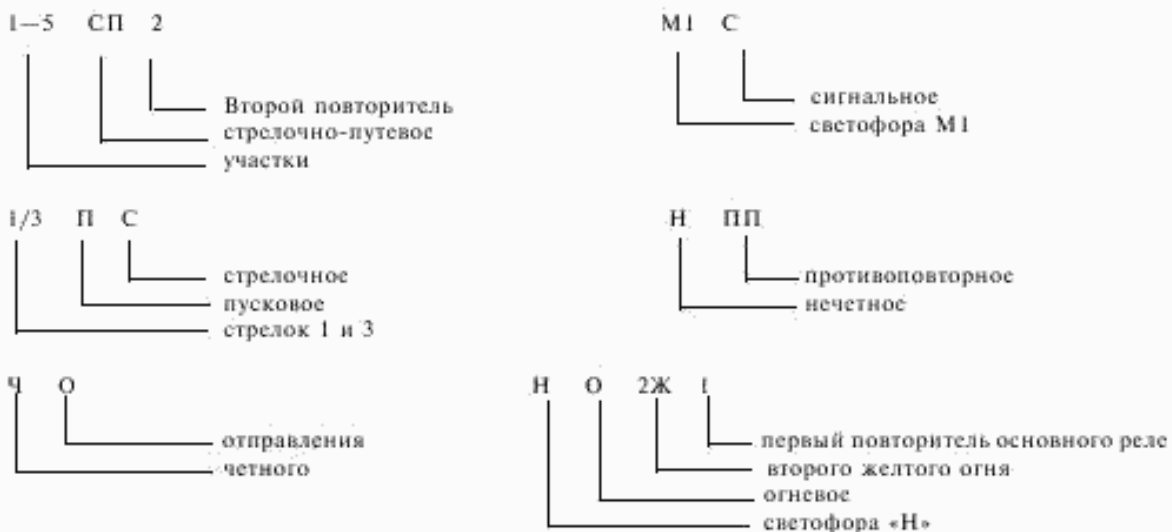 1—5 СП 2
Второй повторитель
стрелочно-путевое
участки
М1 С
сигнальное
светофора М1
1/3 П С
стрелочное
пусковое
стрелок 1 и 3
Н ПП
противоповторное
нечетное
Ч О
отправления
четного
Н О 2Ж 1
первый повторитель основного реле
второго желтого огня
огневое
светофора «Н»